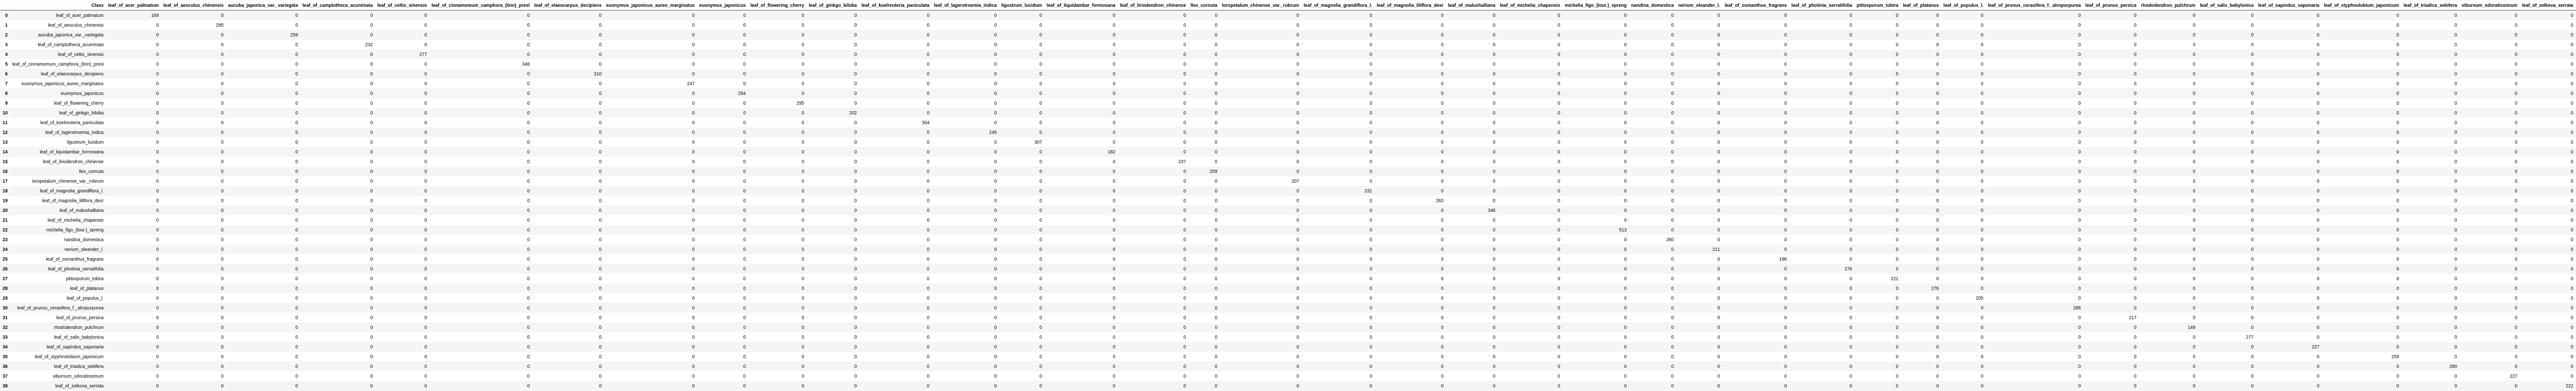 Class leaf_of_acer_palmatum leaf_of_aesculus_chinensis aucuba_japonica_var._variegata leaf_of_camptotheca_acuminata leaf_of_celtis_sinensis leaf_of_cinnamomum_camphora_(linn)_presl leaf_of_elaeocarpus_decipiens euonymus_japonicus_aureo_marginatus euonymus_japonicus leaf_of_flowering_cherry leaf_of_ginkgo_biloba leaf_of_koelreuteria_paniculata leaf_of_lagerstroemia_indica ligustrum_lucidum leaf_of_liquidambar_formosana leaf_of_liriodendron_chinense ilex_cornuta loropetalum_chinense_var._rubrum leaf_of_magnolia_grandiflora_l. leaf_of_magnolia_liliflora_desr leaf_of_malushalliana leaf_of_michelia_chapensis michelia_figo_(lour.)_spreng nandina_domestica nerium_oleander_l. leaf_of_osmanthus_fragrans leaf_of_photinia_serratifolia pittosporum_tobira leaf_of_platanus leaf_of_populus_l. leaf_of_prunus_cerasifera_f._atropurpurea leaf_of_prunus_persica rhododendron_pulchrum leaf_of_salix_babylonica leaf_of_sapindus_saponaria leaf_of_styphnolobium_japonicum leaf_of_triadica_sebifera viburnum_odoratissimum leaf_of_zelkova_serrata
0 leaf_of_acer_palmatum 169 0 0 0 0 0 0 0 0 0 0 0 0 0 0 0 0 0 0 0 0 0 0 0 0 0 0 0 0 0 0 0 0 0 0 0 0 0 0
1 leaf_of_aesculus_chinensis 0 295 0 0 0 0 0 0 0 0 0 0 0 0 0 0 0 0 0 0 0 0 0 0 0 0 0 0 0 0 0 0 0 0 0 0 0 0 0
2 aucuba_japonica_var._variegata 0 0 259 0 0 0 0 0 0 0 0 0 0 0 0 0 0 0 0 0 0 0 0 0 0 0 0 0 0 0 0 0 0 0 0 0 0 0 0
3 leaf_of_camptotheca_acuminata 0 0 0 232 0 0 0 0 0 0 0 0 0 0 0 0 0 0 0 0 0 0 0 0 0 0 0 0 0 0 0 0 0 0 0 0 0 0 0
4 leaf_of_celtis_sinensis 0 0 0 0 277 0 0 0 0 0 0 0 0 0 0 0 0 0 0 0 0 0 0 0 0 0 0 0 0 0 0 0 0 0 0 0 0 0 0
5 leaf_of_cinnamomum_camphora_(linn)_presl 0 0 0 0 0 348 0 0 0 0 0 0 0 0 0 0 0 0 0 0 0 0 0 0 0 0 0 0 0 0 0 0 0 0 0 0 0 0 0
6 leaf_of_elaeocarpus_decipiens 0 0 0 0 0 0 310 0 0 0 0 0 0 0 0 0 0 0 0 0 0 0 0 0 0 0 0 0 0 0 0 0 0 0 0 0 0 0 0
7 euonymus_japonicus_aureo_marginatus 0 0 0 0 0 0 0 247 0 0 0 0 0 0 0 0 0 0 0 0 0 0 0 0 0 0 0 0 0 0 0 0 0 0 0 0 0 0 0
8 euonymus_japonicus 0 0 0 0 0 0 0 0 294 0 0 0 0 0 0 0 0 0 0 0 0 0 0 0 0 0 0 0 0 0 0 0 0 0 0 0 0 0 0
9 leaf_of_flowering_cherry 0 0 0 0 0 0 0 0 0 295 0 0 0 0 0 0 0 0 0 0 0 0 0 0 0 0 0 0 0 0 0 0 0 0 0 0 0 0 0
10 leaf_of_ginkgo_biloba 0 0 0 0 0 0 0 0 0 0 202 0 0 0 0 0 0 0 0 0 0 0 0 0 0 0 0 0 0 0 0 0 0 0 0 0 0 0 0
11 leaf_of_koelreuteria_paniculata 0 0 0 0 0 0 0 0 0 0 0 304 0 0 0 0 0 0 0 0 0 0 0 0 0 0 0 0 0 0 0 0 0 0 0 0 0 0 0
12 leaf_of_lagerstroemia_indica 0 0 0 0 0 0 0 0 0 0 0 0 245 0 0 0 0 0 0 0 0 0 0 0 0 0 0 0 0 0 0 0 0 0 0 0 0 0 0
13 ligustrum_lucidum 0 0 0 0 0 0 0 0 0 0 0 0 0 307 0 0 0 0 0 0 0 0 0 0 0 0 0 0 0 0 0 0 0 0 0 0 0 0 0
14 leaf_of_liquidambar_formosana 0 0 0 0 0 0 0 0 0 0 0 0 0 0 182 0 0 0 0 0 0 0 0 0 0 0 0 0 0 0 0 0 0 0 0 0 0 0 0
15 leaf_of_liriodendron_chinense 0 0 0 0 0 0 0 0 0 0 0 0 0 0 0 237 0 0 0 0 0 0 0 0 0 0 0 0 0 0 0 0 0 0 0 0 0 0 0
16 ilex_cornuta 0 0 0 0 0 0 0 0 0 0 0 0 0 0 0 0 209 0 0 0 0 0 0 0 0 0 0 0 0 0 0 0 0 0 0 0 0 0 0
17 loropetalum_chinense_var._rubrum 0 0 0 0 0 0 0 0 0 0 0 0 0 0 0 0 0 207 0 0 0 0 0 0 0 0 0 0 0 0 0 0 0 0 0 0 0 0 0
18 leaf_of_magnolia_grandiflora_l. 0 0 0 0 0 0 0 0 0 0 0 0 0 0 0 0 0 0 231 0 0 0 0 0 0 0 0 0 0 0 0 0 0 0 0 0 0 0 0
19 leaf_of_magnolia_liliflora_desr 0 0 0 0 0 0 0 0 0 0 0 0 0 0 0 0 0 0 0 263 0 0 0 0 0 0 0 0 0 0 0 0 0 0 0 0 0 0 0
20 leaf_of_malushalliana 0 0 0 0 0 0 0 0 0 0 0 0 0 0 0 0 0 0 0 0 346 0 0 0 0 0 0 0 0 0 0 0 0 0 0 0 0 0 0
21 leaf_of_michelia_chapensis 0 0 0 0 0 0 0 0 0 0 0 0 0 0 0 0 0 0 0 0 0 0 0 0 0 0 0 0 0 0 0 0 0 0 0 0 0 0 0
22 michelia_figo_(lour.)_spreng 0 0 0 0 0 0 0 0 0 0 0 0 0 0 0 0 0 0 0 0 0 0 513 0 0 0 0 0 0 0 0 0 0 0 0 0 0 0 0
23 nandina_domestica 0 0 0 0 0 0 0 0 0 0 0 0 0 0 0 0 0 0 0 0 0 0 0 260 0 0 0 0 0 0 0 0 0 0 0 0 0 0 0
24 nerium_oleander_l. 0 0 0 0 0 0 0 0 0 0 0 0 0 0 0 0 0 0 0 0 0 0 0 0 211 0 0 0 0 0 0 0 0 0 0 0 0 0 0
25 leaf_of_osmanthus_fragrans 0 0 0 0 0 0 0 0 0 0 0 0 0 0 0 0 0 0 0 0 0 0 0 0 0 196 0 0 0 0 0 0 0 0 0 0 0 0 0
26 leaf_of_photinia_serratifolia 0 0 0 0 0 0 0 0 0 0 0 0 0 0 0 0 0 0 0 0 0 0 0 0 0 0 276 0 0 0 0 0 0 0 0 0 0 0 0
27 pittosporum_tobira 0 0 0 0 0 0 0 0 0 0 0 0 0 0 0 0 0 0 0 0 0 0 0 0 0 0 0 221 0 0 0 0 0 0 0 0 0 0 0
28 leaf_of_platanus 0 0 0 0 0 0 0 0 0 0 0 0 0 0 0 0 0 0 0 0 0 0 0 0 0 0 0 0 276 0 0 0 0 0 0 0 0 0 0
29 leaf_of_populus_l. 0 0 0 0 0 0 0 0 0 0 0 0 0 0 0 0 0 0 0 0 0 0 0 0 0 0 0 0 0 205 0 0 0 0 0 0 0 0 0
30 leaf_of_prunus_cerasifera_f._atropurpurea 0 0 0 0 0 0 0 0 0 0 0 0 0 0 0 0 0 0 0 0 0 0 0 0 0 0 0 0 0 0 286 0 0 0 0 0 0 0 0
31 leaf_of_prunus_persica 0 0 0 0 0 0 0 0 0 0 0 0 0 0 0 0 0 0 0 0 0 0 0 0 0 0 0 0 0 0 0 217 0 0 0 0 0 0 0
32 rhododendron_pulchrum 0 0 0 0 0 0 0 0 0 0 0 0 0 0 0 0 0 0 0 0 0 0 0 0 0 0 0 0 0 0 0 0 149 0 0 0 0 0 0
33 leaf_of_salix_babylonica 0 0 0 0 0 0 0 0 0 0 0 0 0 0 0 0 0 0 0 0 0 0 0 0 0 0 0 0 0 0 0 0 0 277 0 0 0 0 0
34 leaf_of_sapindus_saponaria 0 0 0 0 0 0 0 0 0 0 0 0 0 0 0 0 0 0 0 0 0 0 0 0 0 0 0 0 0 0 0 0 0 0 227 0 0 0 0
35 leaf_of_styphnolobium_japonicum 0 0 0 0 0 0 0 0 0 0 0 0 0 0 0 0 0 0 0 0 0 0 0 0 0 0 0 0 0 0 0 0 0 0 0 259 0 0 0
36 leaf_of_triadica_sebifera 0 0 0 0 0 0 0 0 0 0 0 0 0 0 0 0 0 0 0 0 0 0 0 0 0 0 0 0 0 0 0 0 0 0 0 0 280 0 0
37 viburnum_odoratissimum 0 0 0 0 0 0 0 0 0 0 0 0 0 0 0 0 0 0 0 0 0 0 0 0 0 0 0 0 0 0 0 0 0 0 0 0 0 227 0
38 leaf_of_zelkova_serrata 0 0 0 0 0 0 0 0 0 0 0 0 0 0 0 0 0 0 0 0 0 0 0 0 0 0 0 0 0 0 0 0 0 0 0 0 0 0 222